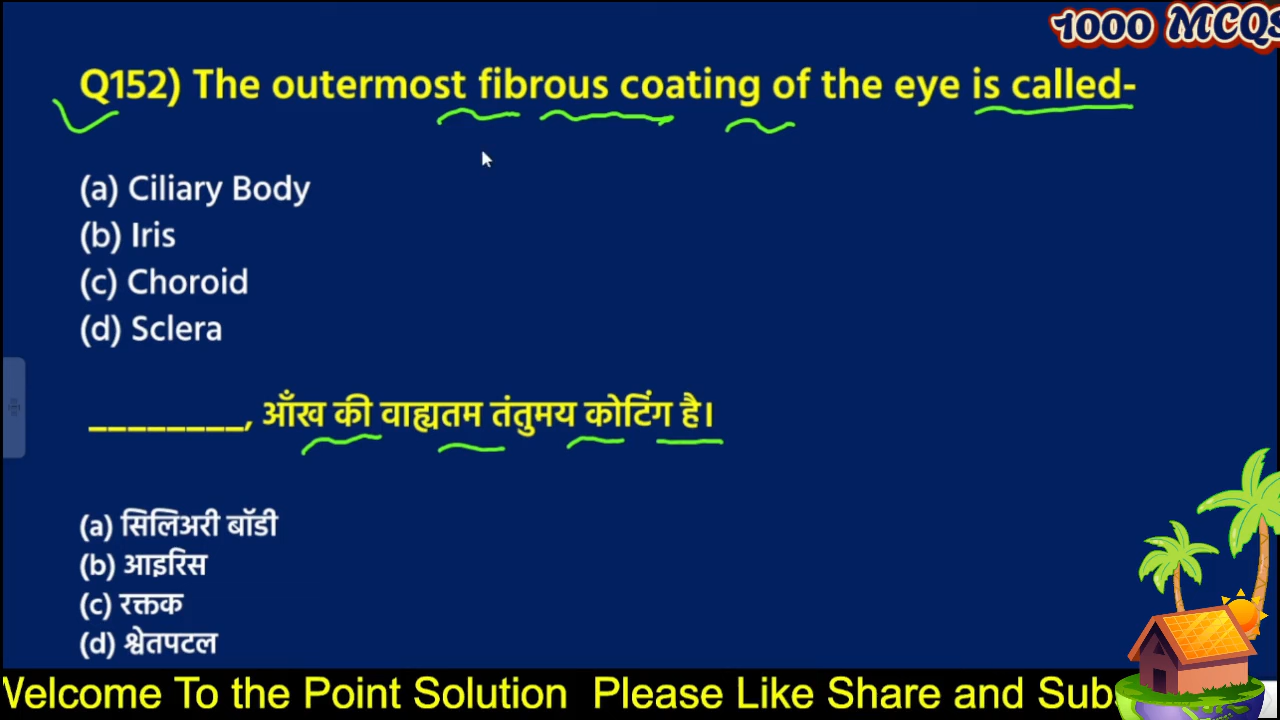 1000 MCQS
Q152) The outermost fibrous coating of the eye is called-
(a) Ciliary Body
(b) Iris
(c) Choroid
(d) Sclera
________, आँख की वाह्यतम तंतुमय कोटिंग है।
(a) सिलिअरी बॉडी
(b) आइरिस
(c) रक्तक
(d) श्वेतपटल
Welcome To the Point Solution Please Like Share and Sub